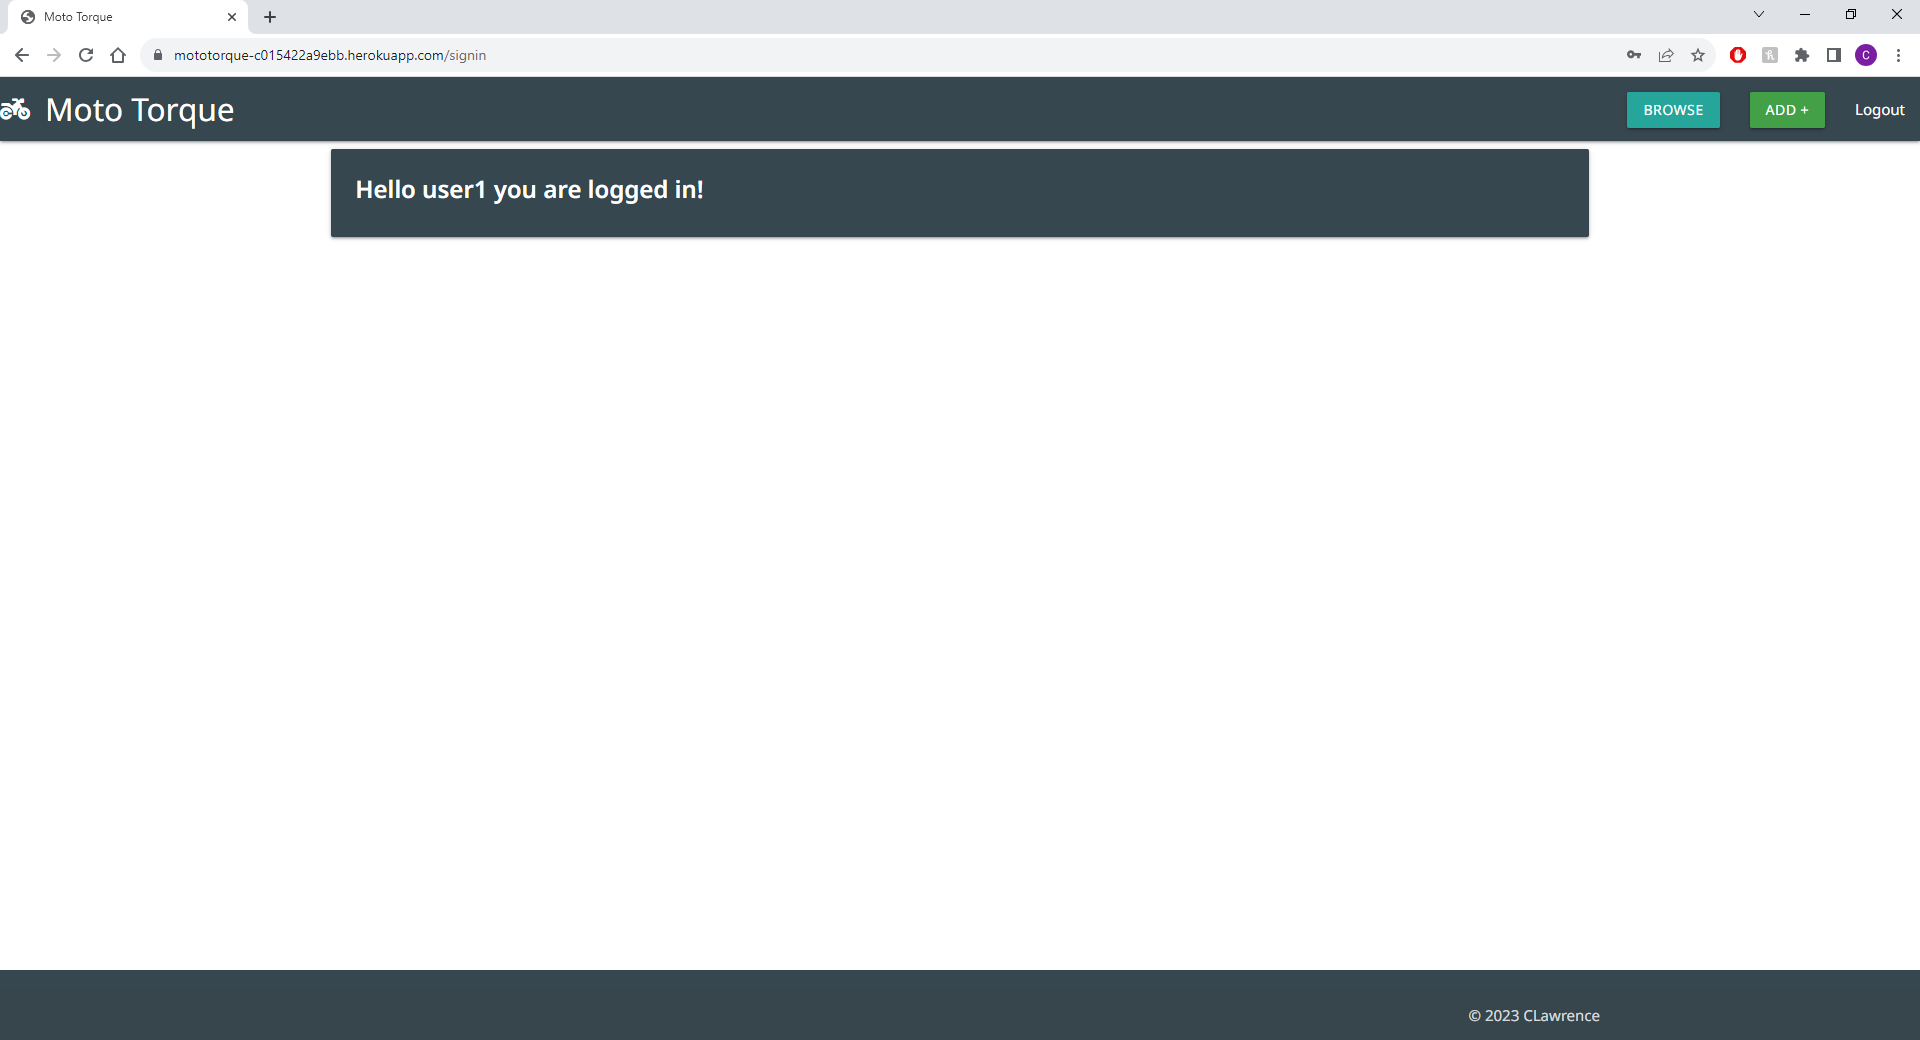 Moto Torque
mototorque-c015422a9ebb.herokuapp.com/signin
C
Moto Torque
BROWSE
ADD +
Logout
Hello user1 you are logged in!
© 2023 CLawrence